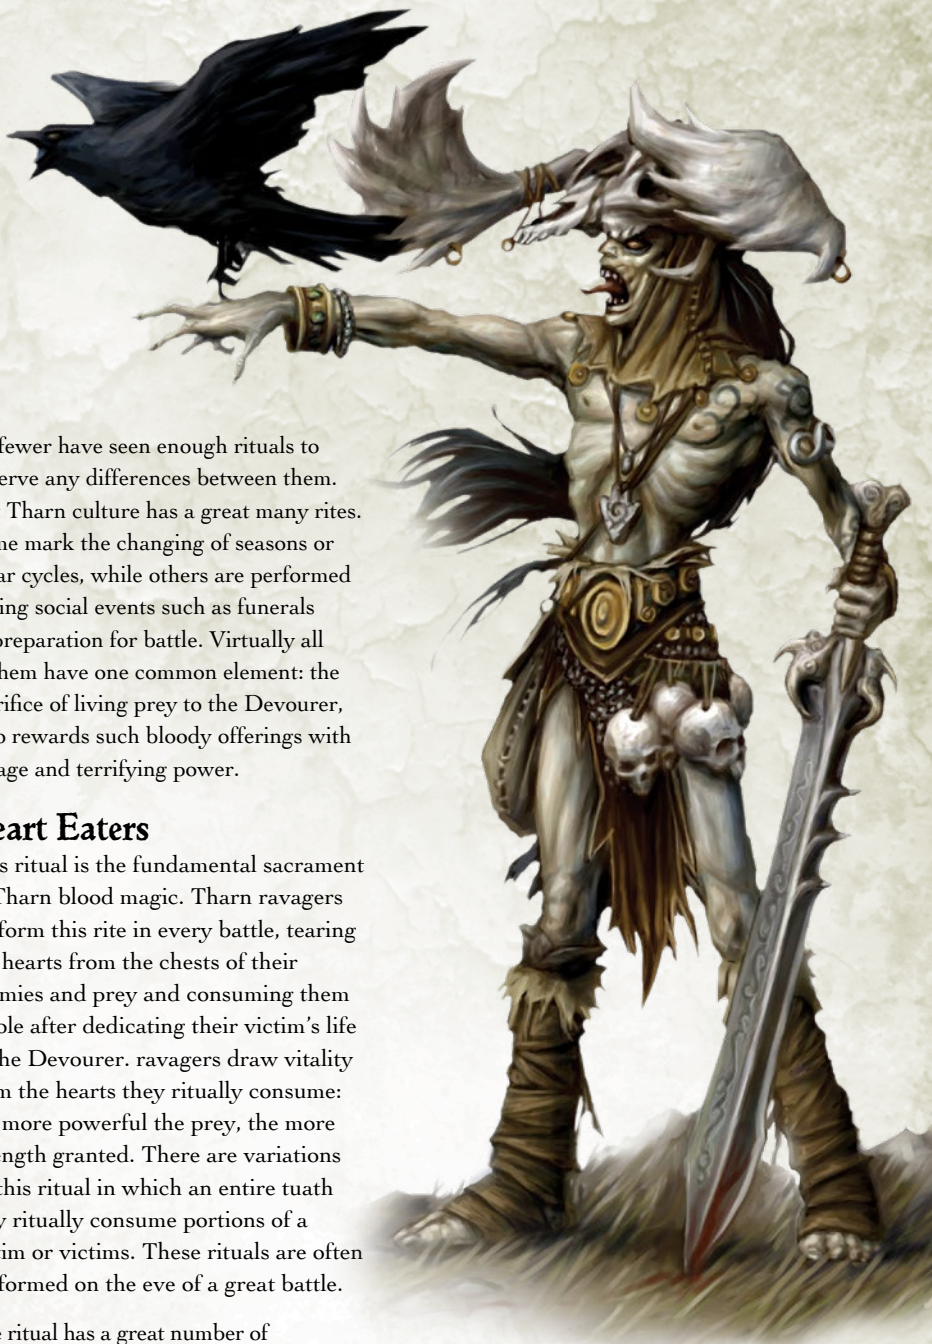 fewer have seen enough rituals to
erve any differences between them.
Tharn culture has a great many rites.
ne mark the changing of seasons or
ar cycles, while others are performed
ing social events such as funerals
preparation for battle. Virtually all
hem have one common element: the
rifice of living prey to the Devourer,
o rewards such bloody offerings with
age and terrifying power.
eart Eaters
s ritual is the fundamental sacrament
Tharn blood magic. Tharn ravagers
form this rite in every battle, tearing
hearts from the chests of their
mies and prey and consuming them
ole after dedicating their victim’s life
he Devourer. ravagers draw vitality
m the hearts they ritually consume:
more powerful the prey, the more
ength granted. There are variations
this ritual in which an entire tuath
y ritually consume portions of a
tim or victims. These rituals are often
formed on the eve of a great battle.
e ritual has a great number of